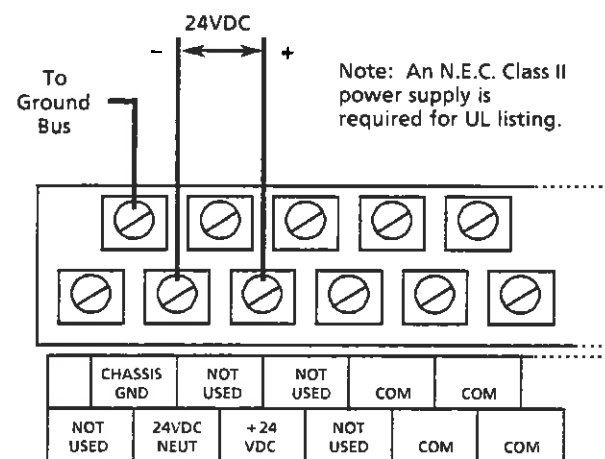 24VDC
- +
To
Ground
Bus
Note: An N.E.C. Class II
power supply is
required for UL listing.
CHASSIS
GND
NOT
USED
NOT
USED
COM
COM
NOT
USED
24VDC
NEUT
+24
VDC
NOT
USED
COM
COM